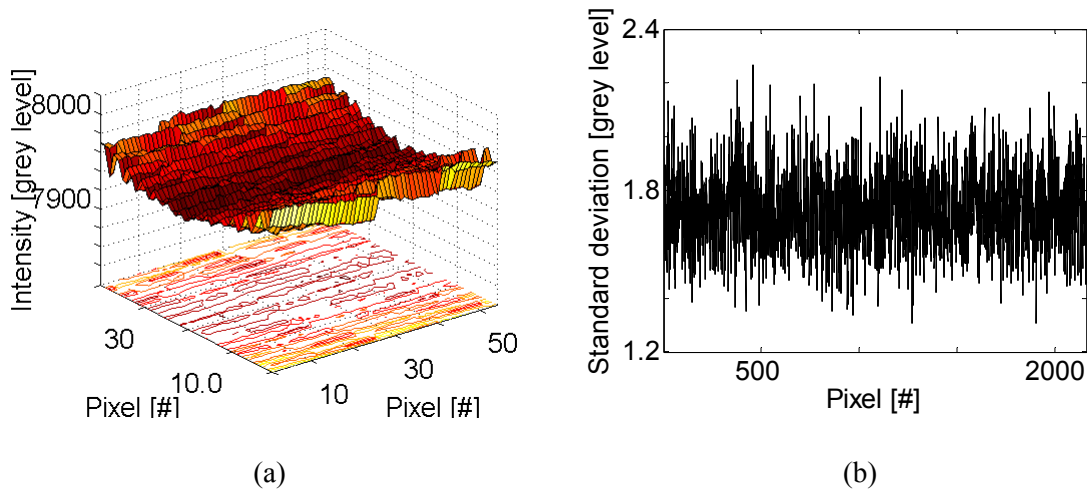 Intensity [grey level]
8000
7900
30
10.0
Pixel [#]
10
30
50
Pixel [#]
(a)
Standard deviation [grey level]
2.4
1.8
1.2
500
2000
Pixel [#]
(b)